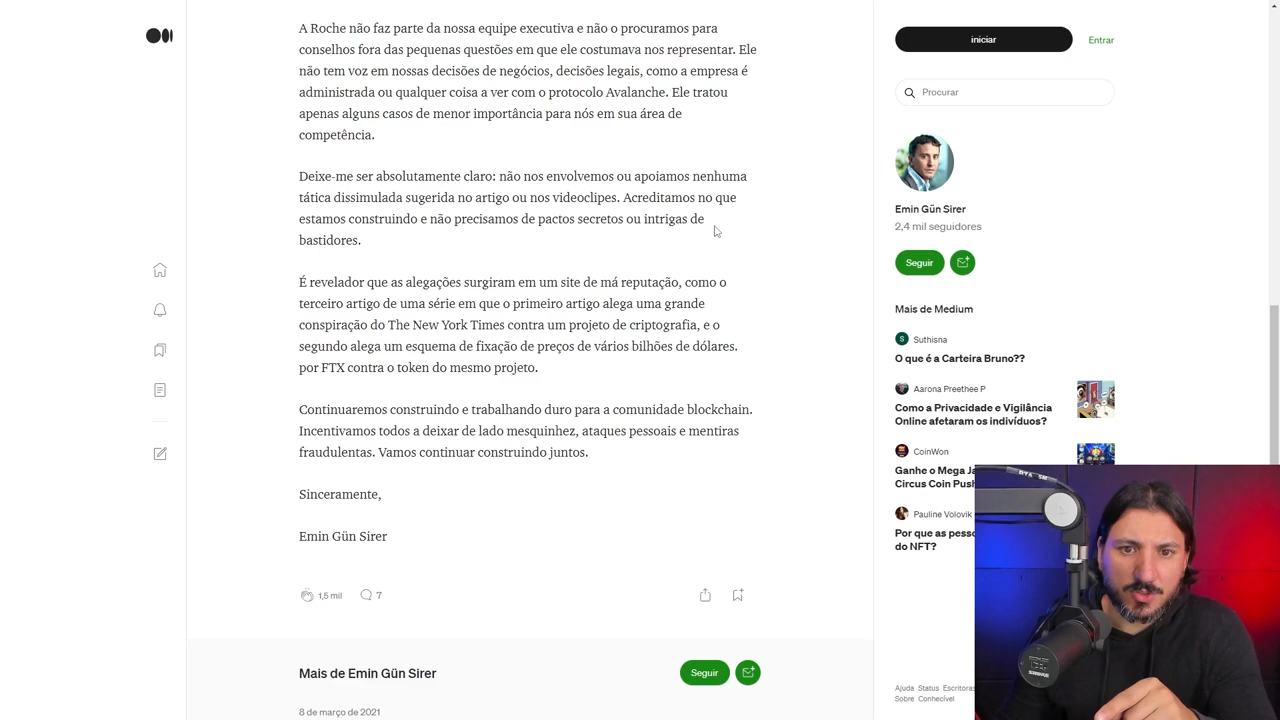 A Roche não faz parte da nossa equipe executiva e não o procuramos para
conselhos fora das pequenas questões em que ele costumava nos representar. Ele
não tem voz em nossas decisões de negócios, decisões legais, como a empresa é
administrada ou qualquer coisa a ver com o protocolo Avalanche. Ele tratou
apenas alguns casos de menor importância para nós em sua área de
competência.
Deixe-me ser absolutamente claro: não nos envolvemos ou apoiamos nenhuma
tática dissimulada sugerida no artigo ou nos videoclipes. Acreditamos no que
estamos construindo e não precisamos de pactos secretos ou intrigas de
bastidores.
É revelador que as alegações surgiram em um site de má reputação, como o
terceiro artigo de uma série em que o primeiro artigo alega uma grande
conspiração do The New York Times contra um projeto de criptografia, e o
segundo alega um esquema de fixação de preços de vários bilhões de dólares.
por FTX contra o token do mesmo projeto.
Continuaremos construindo e trabalhando duro para a comunidade blockchain.
Incentivamos todos a deixar de lado mesquinhez, ataques pessoais e mentiras
fraudulentas. Vamos continuar construindo juntos.
Sinceramente,
Emin Gün Sirer
1,5 mil
7
Mais de Emin Gün Sirer
Seguir
8 de março de 2021
iniciar
Entrar
Procurar
Emin Gün Sirer
2,4 mil seguidores
Seguir
Mais de Medium
S
Suthisna
O que é a Carteira Bruno??
Aarona Preethee P
Como a Privacidade e Vigilância
Online afetaram os indivíduos?
CoinWon
Ganhe o Mega Ja
Circus Coin Push
Pauline Volovik
Por que as pesso
do NFT?
Ajuda Status Escritoras
Sobre Conhecível